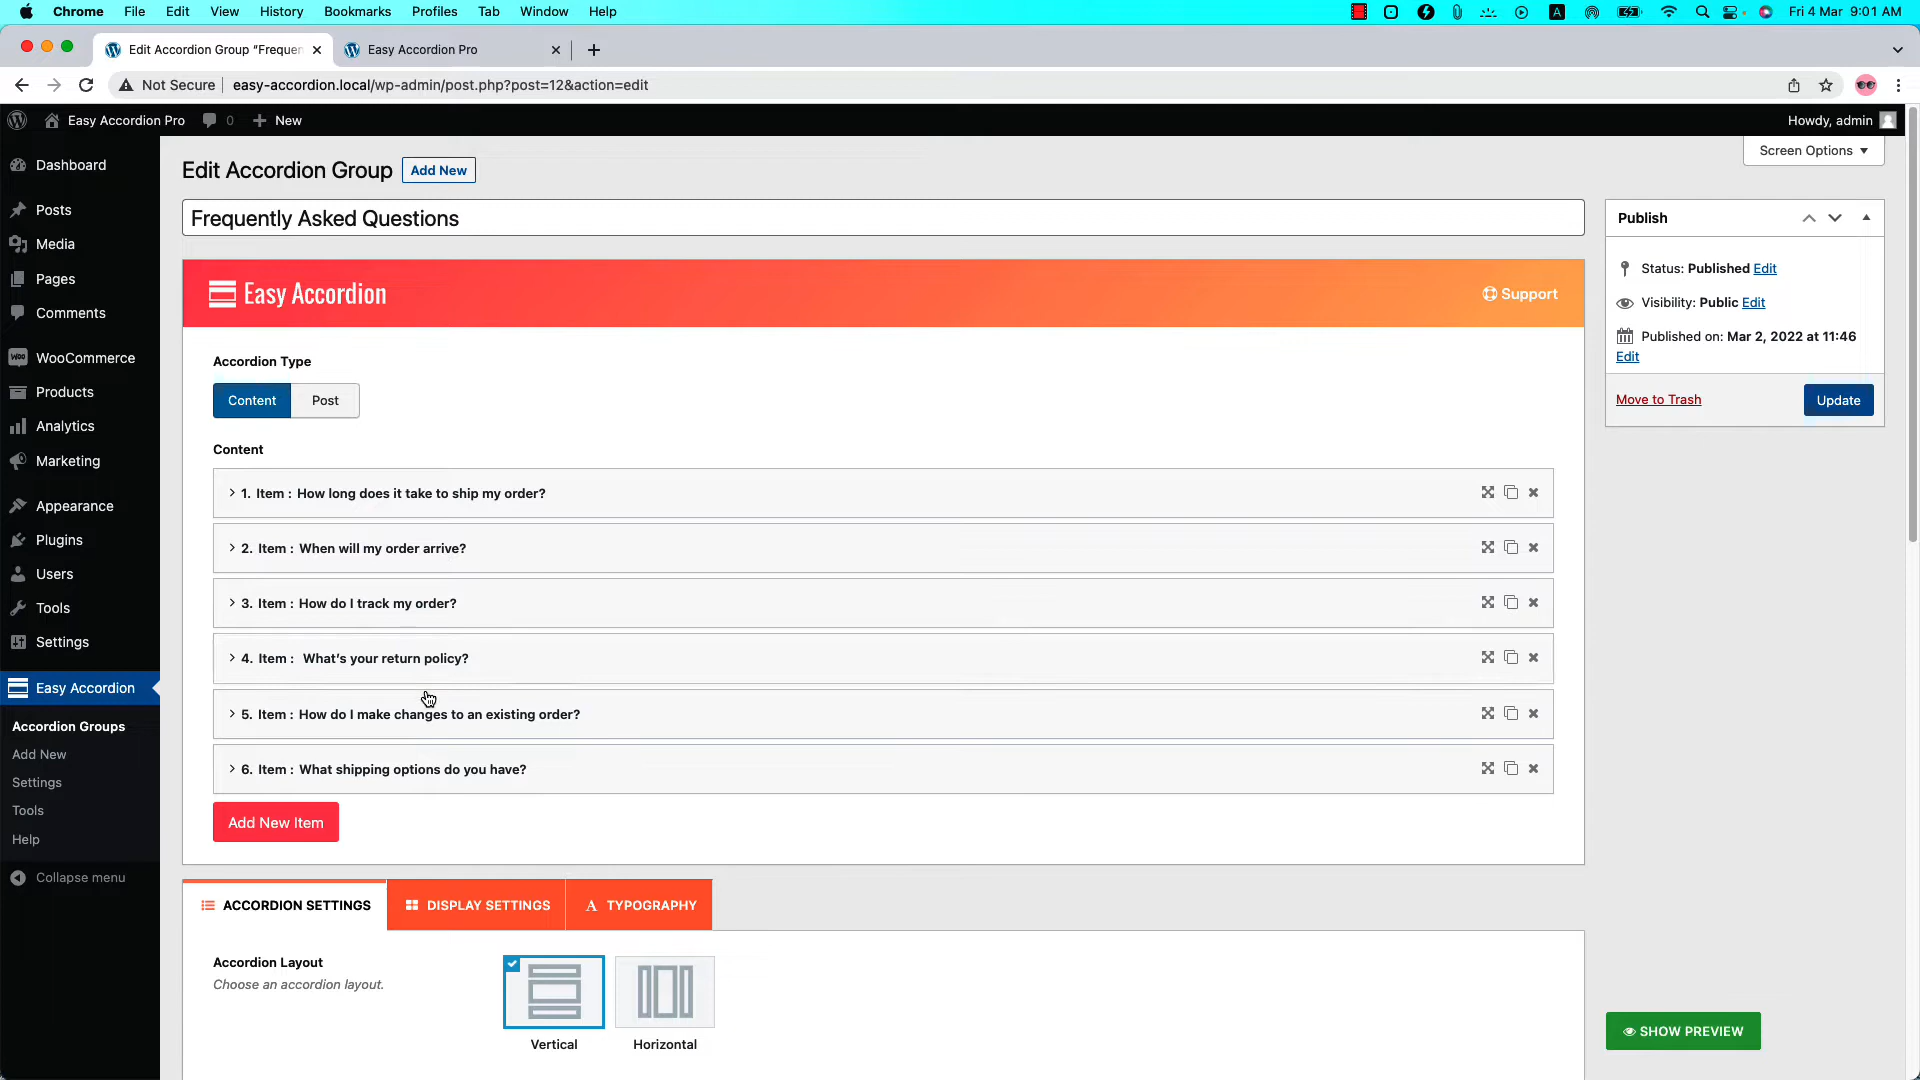 Chrome File Edit View History Bookmarks Profiles Tab Window Help
A
Fri 4 Mar 9:01 AM
Edit Accordion Group "Frequen
Easy Accordion Pro
Not Secure easy-accordion.local/wp-admin/post.php?post=12&action=edit
Easy Accordion Pro 0 New
Howdy, admin
Screen Options
Dashboard
Posts
Media
Pages
Comments
WooCommerce
Products
Analytics
Marketing
Appearance
Plugins
Users
Tools
Settings
Easy Accordion
Accordion Groups
Add New
Settings
Tools
Help
Collapse menu
Edit Accordion Group Add New
Frequently Asked Questions
Easy Accordion
Support
Accordion Type
Content Post
Content
1. Item : How long does it take to ship my order?
2. Item : When will my order arrive?
3. Item : How do I track my order?
4. Item : What's your return policy?
5. Item : How do I make changes to an existing order?
6. Item : What shipping options do you have?
Add New Item
ACCORDION SETTINGS DISPLAY SETTINGS A TYPOGRAPHY
Accordion Layout
Choose an accordion layout.
Vertical Horizontal
Publish
Status: Published Edit
Visibility: Public Edit
Published on: Mar 2, 2022 at 11:46
Edit
Move to Trash Update
SHOW PREVIEW